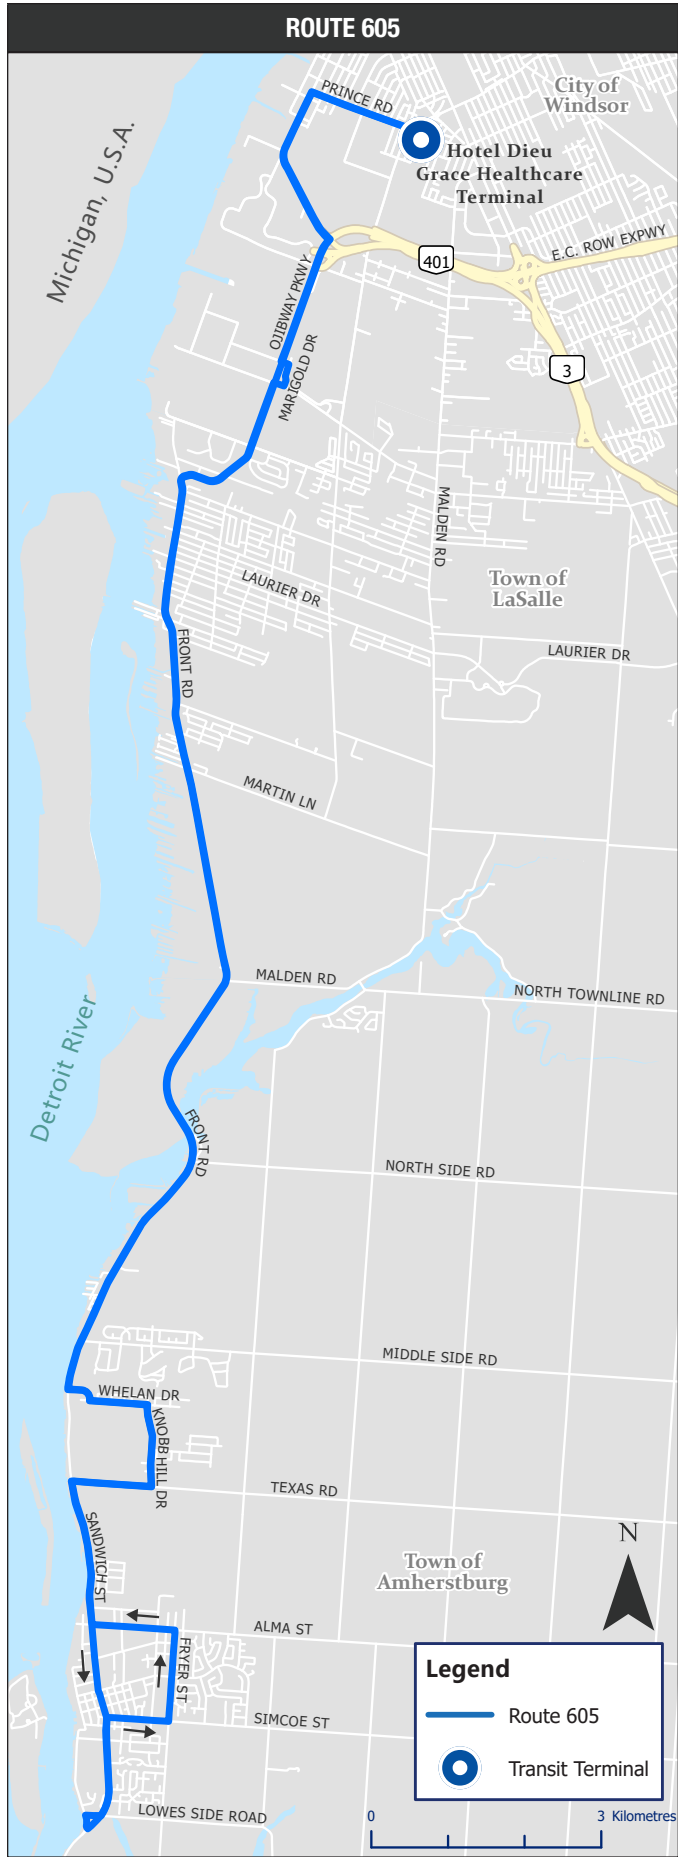 ROUTE 605
PRINCE RD
City of
Windsor
Hotel Dieu
Grace Healthcare
Terminal
Michigan, U.S.A.
E.C. ROW EXPWY
401
OJIBWAY PKWY
3
MARIGOLD DR
MALDEN RD
LAURIER DR
Town of
LaSalle
FRONT RD
LAURIER DR
MARTIN LN
MALDEN RD
NORTH TOWNLINE RD
Detroit River
FRONT RD
NORTH SIDE RD
MIDDLE SIDE RD
WHELAN DR
KNOBB HILL DR
TEXAS RD
SANDWICH ST
N
Town of
Amherstburg
ALMA ST
FRYER ST
SIMCOE ST
LOWES SIDE ROAD
Legend
Route 605
Transit Terminal
0 3 Kilometres